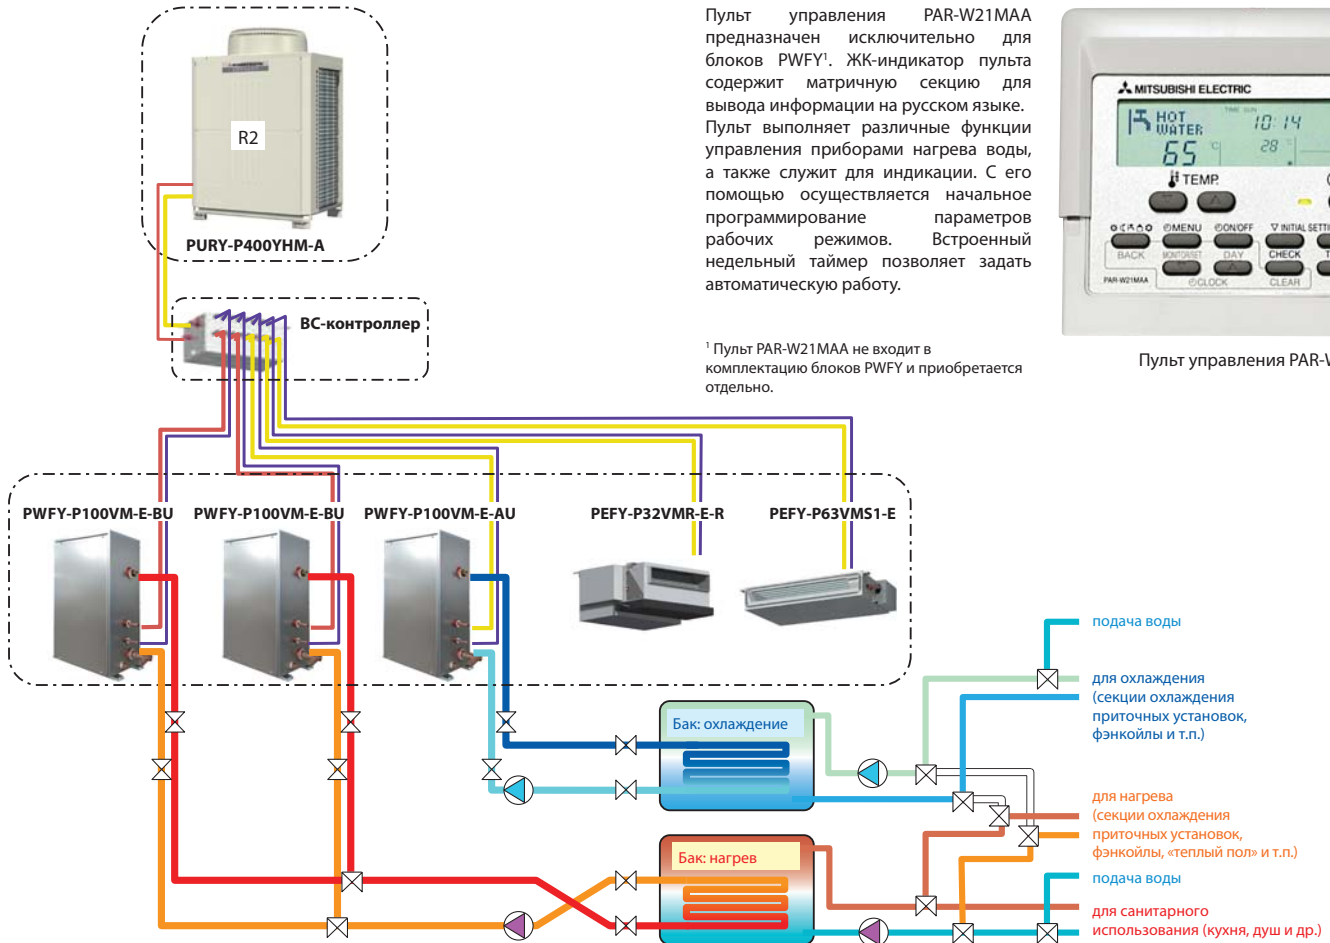 R2
PURY-P400YHM-A
BC-контроллер
Пульт управления PAR-W21MAA
предназначен исключительно для
блоков PWFY¹. ЖК-индикатор пульта
содержит матричную секцию для
вывода информации на русском языке.
Пульт выполняет различные функции
управления приборами нагрева воды,
а также служит для индикации. С его
помощью осуществляется начальное
программирование параметров
рабочих режимов. Встроенный
недельный таймер позволяет задать
автоматическую работу.
¹ Пульт PAR-W21MAA не входит в
комплектацию блоков PWFY и приобретается
отдельно.
MITSUBISHI ELECTRIC
TIME SUN
HOT
WATER
10:14
65 °C
28 °C
TEMP.
MENU
ON/OFF
INITIAL SETTI
BACK
MONITOR/SET
DAY
CHECK
T
PAR-W21MAA
CLOCK
CLEAR
Пульт управления PAR-W
PWFY-P100VM-E-BU
PWFY-P100VM-E-BU
PWFY-P100VM-E-AU
PEFY-P32VMR-E-R
PEFY-P63VMS1-E
Бак: охлаждение
Бак: нагрев
подача воды
для охлаждения
(секции охлаждения
приточных установок,
фэнкойлы и т.п.)
для нагрева
(секции охлаждения
приточных установок,
фэнкойлы, «теплый пол» и т.п.)
подача воды
для санитарного
использования (кухня, душ и др.)